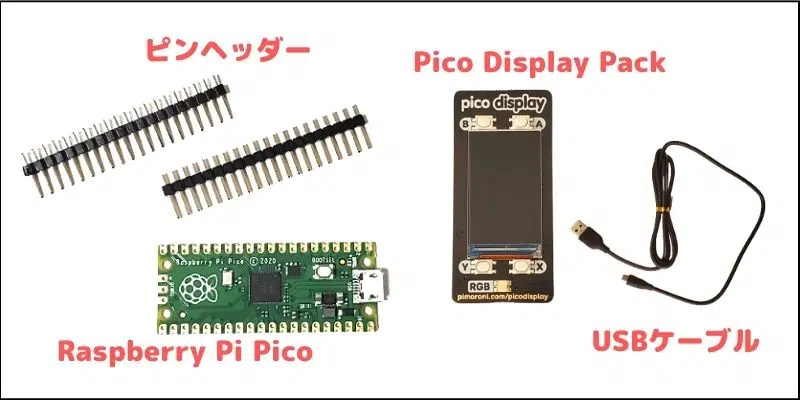 ピンヘッダー
Pico Display Pack
pico display
B
A
Raspberry Pi Pico © 2020
BOOTSEL
Y
X
RGB
pimoroni.com/picodisplay
Raspberry Pi Pico
USBケーブル